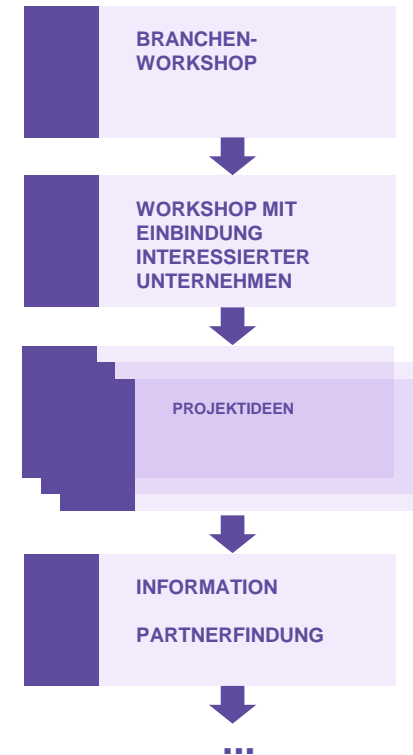 BRANCHEN-
WORKSHOP
WORKSHOP MIT
EINBINDUNG
INTERESSIERTER
UNTERNEHMEN
PROJEKTIDEEN
INFORMATION
PARTNERFINDUNG
...